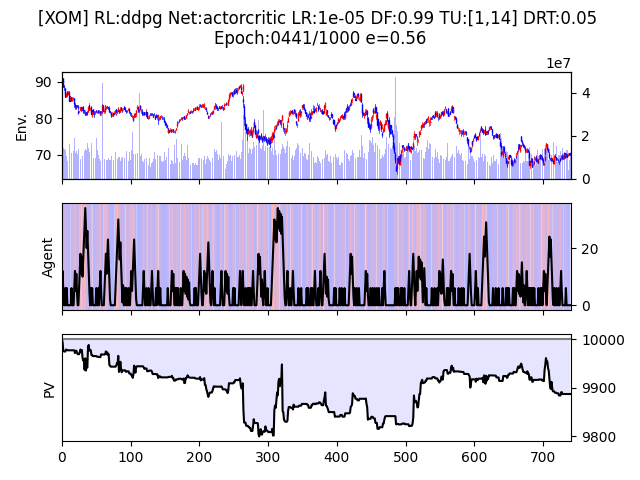 [XOM] RL:ddpg Net:actorcritic LR:1e-05 DF:0.99 TU:[1,14] DRT:0.05
Epoch:0441/1000 e=0.56
1e7
90
80
70
Env.
4
2
0
Agent
20
0
PV
10000
9900
9800
0 100 200 300 400 500 600 700